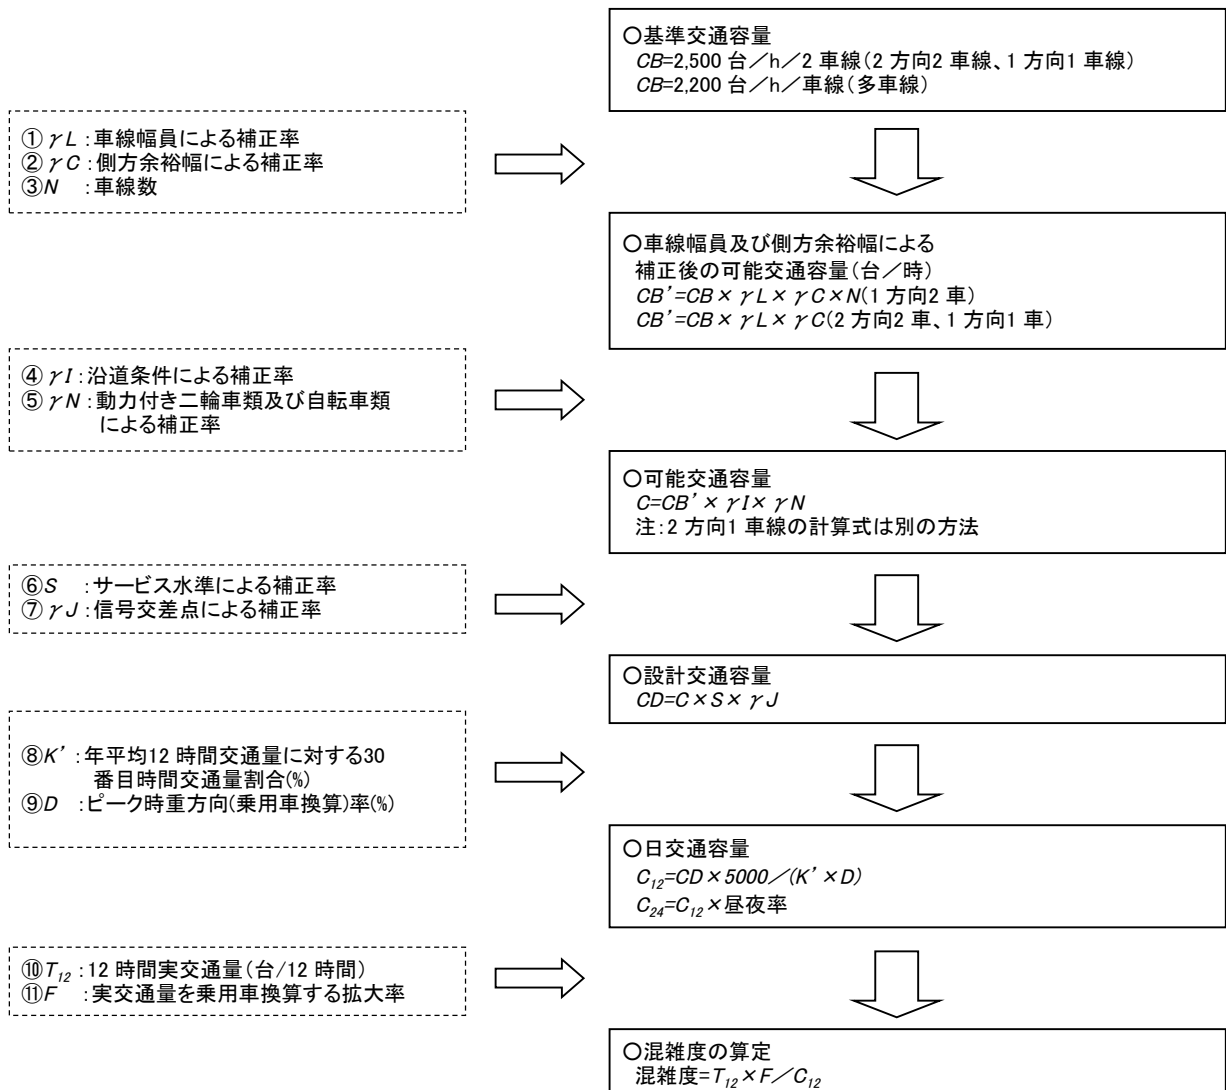 ○基準交通容量
CB=2,500 台／h／2 車線(2 方向2 車線、1 方向1 車線)
CB=2,200 台／h／車線(多車線)
①γL:車線幅員による補正率
②γC:側方余裕幅による補正率
③N :車線数
○車線幅員及び側方余裕幅による
補正後の可能交通容量(台／時)
CB’=CB×γL×γC×N(1 方向2 車)
CB’=CB×γL×γC(2 方向2 車、1 方向1 車)
④γI:沿道条件による補正率
⑤γN:動力付き二輪車類及び自転車類
による補正率
○可能交通容量
C=CB’×γI×γN
注:2 方向1 車線の計算式は別の方法
⑥S :サービス水準による補正率
⑦γJ:信号交差点による補正率
○設計交通容量
CD=C×S×γJ
⑧K’:年平均12 時間交通量に対する30
番目時間交通量割合(%)
⑨D :ピーク時重方向(乗用車換算)率(%)
○日交通容量
C₁₂=CD×5000／(K’×D)
C₂₄=C₁₂×昼夜率
⑩T₁₂:12 時間実交通量(台/12 時間)
⑪F :実交通量を乗用車換算する拡大率
○混雑度の算定
混雑度=T₁₂×F／C₁₂